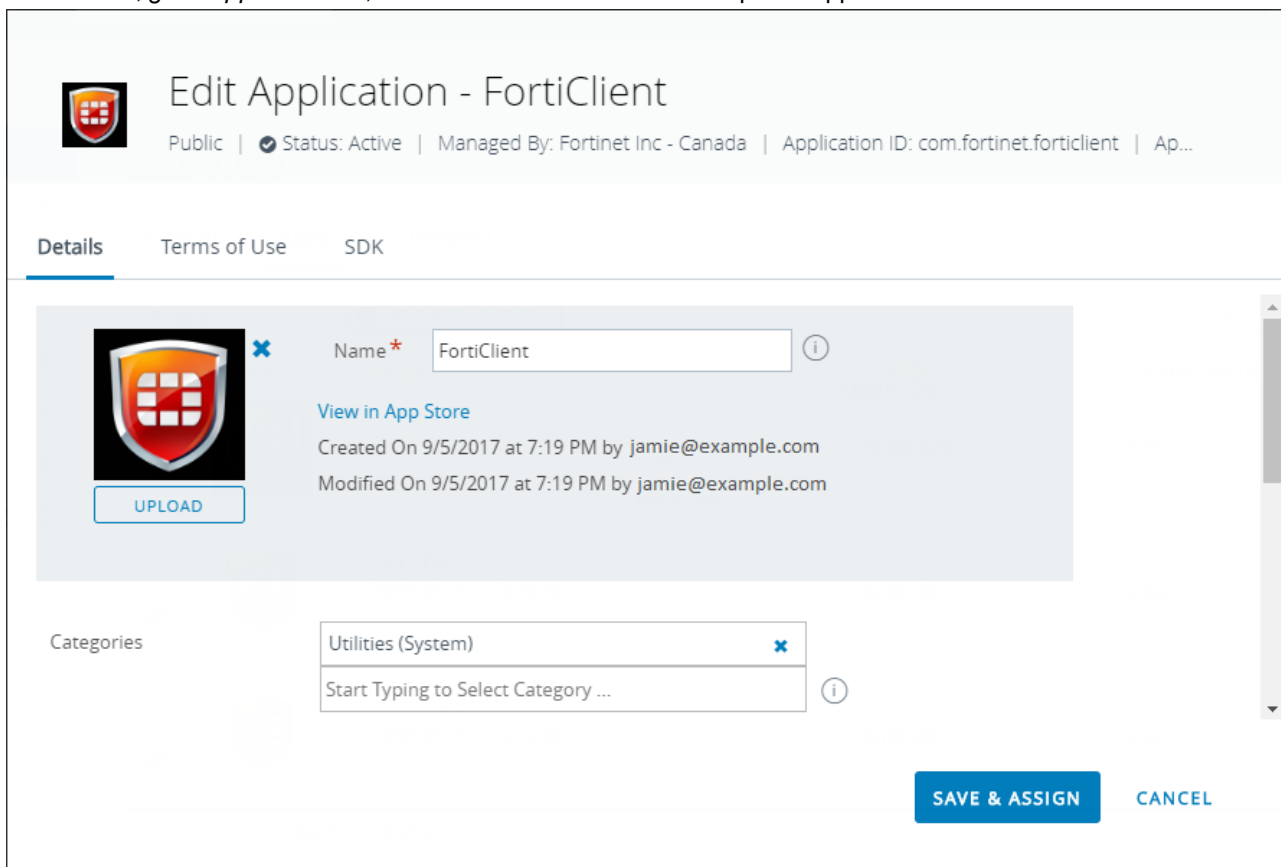 Edit Application - FortiClient
Public | Status: Active | Managed By: Fortinet Inc - Canada | Application ID: com.fortinet.forticlient | Ap...
Details Terms of Use SDK
Name* FortiClient
View in App Store
Created On 9/5/2017 at 7:19 PM by jamie@example.com
Modified On 9/5/2017 at 7:19 PM by jamie@example.com
UPLOAD
Categories Utilities (System)
Start Typing to Select Category ...
SAVE & ASSIGN CANCEL